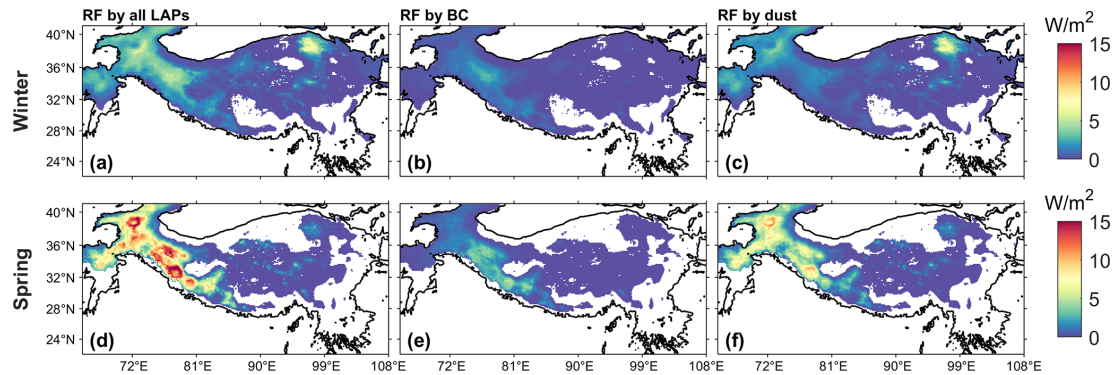 RF by all LAPs RF by BC RF by dust W/m2
Winter
40°N
36°N
32°N
28°N
24°N
(a) (b) (c)
15
10
5
0
W/m2
Spring
40°N
36°N
32°N
28°N
24°N
(d) (e) (f)
15
10
5
0
72°E 81°E 90°E 99°E 108°E 72°E 81°E 90°E 99°E 108°E 72°E 81°E 90°E 99°E 108°E